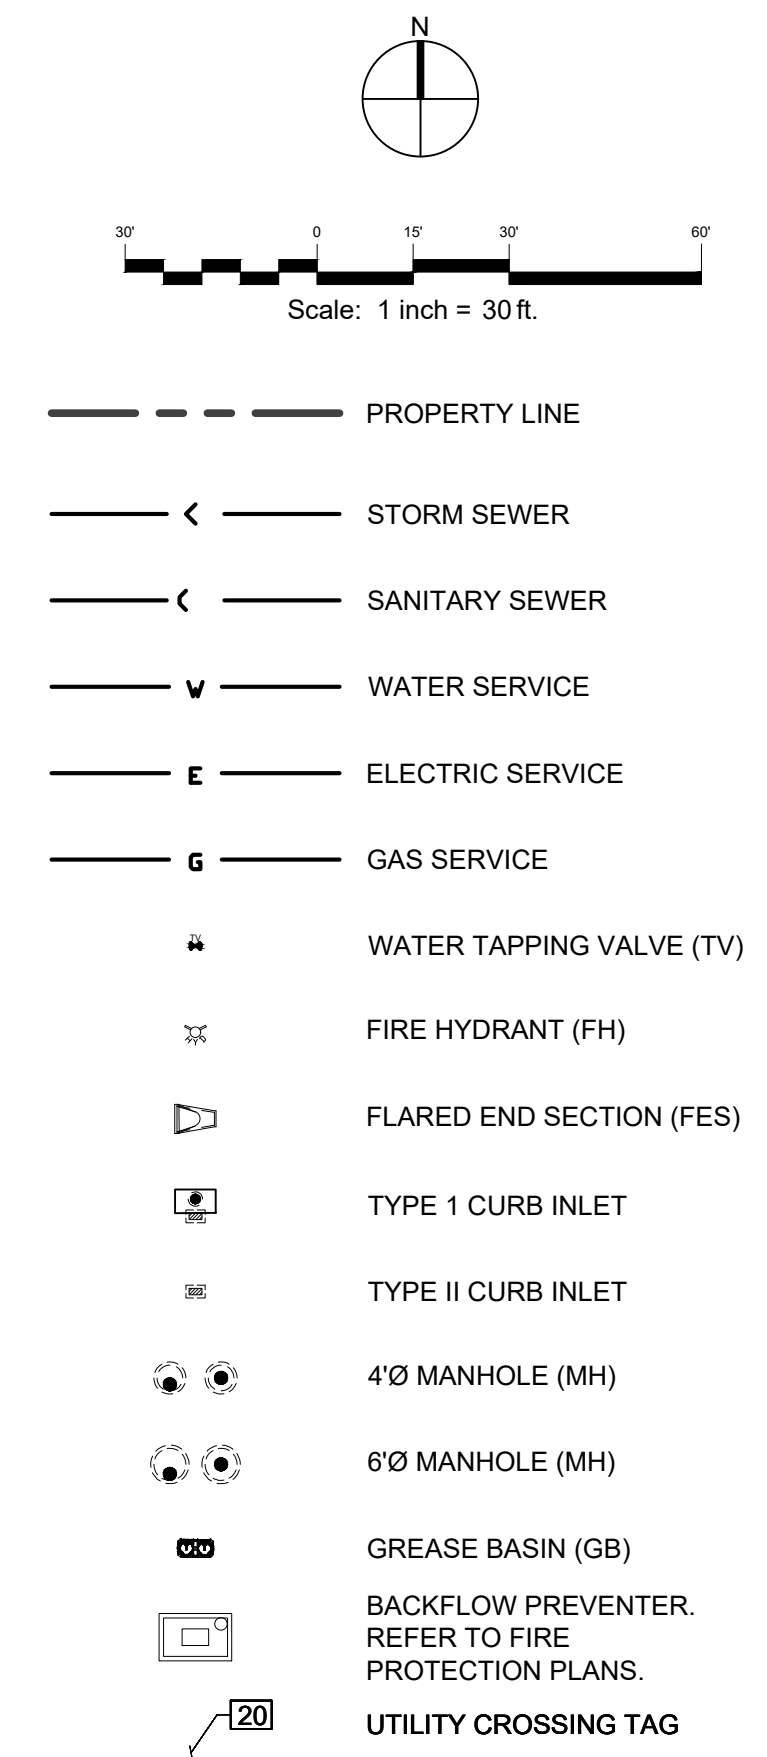 N
30' 0 15' 30' 60'
Scale: 1 inch = 30 ft.
PROPERTY LINE
STORM SEWER
SANITARY SEWER
W WATER SERVICE
E ELECTRIC SERVICE
G GAS SERVICE
TV WATER TAPPING VALVE (TV)
FIRE HYDRANT (FH)
FLARED END SECTION (FES)
TYPE 1 CURB INLET
TYPE II CURB INLET
4'Ø MANHOLE (MH)
6'Ø MANHOLE (MH)
GREASE BASIN (GB)
BACKFLOW PREVENTER.
REFER TO FIRE
PROTECTION PLANS.
20 UTILITY CROSSING TAG